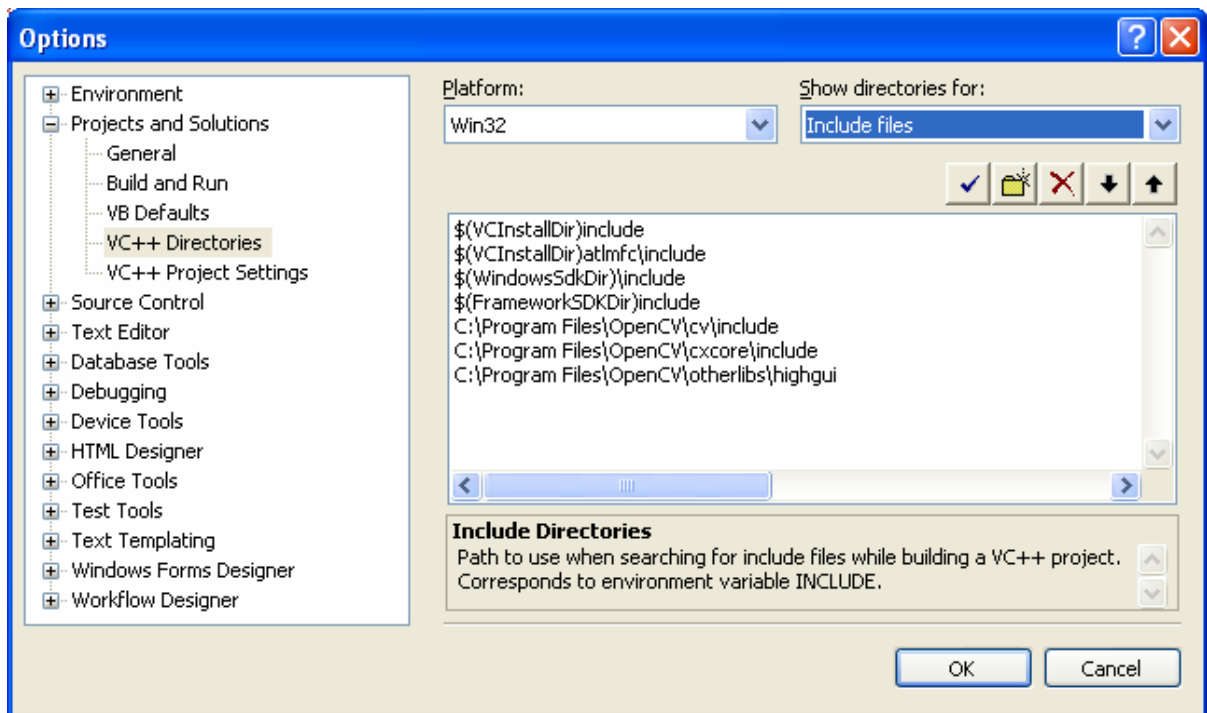 Options
Environment
Projects and Solutions
General
Build and Run
VB Defaults
VC++ Directories
VC++ Project Settings
Source Control
Text Editor
Database Tools
Debugging
Device Tools
HTML Designer
Office Tools
Test Tools
Text Templating
Windows Forms Designer
Workflow Designer
Platform:
Win32
Show directories for:
Include files
$(VCInstallDir)include
$(VCInstallDir)atlmfc\include
$(WindowsSdkDir)\include
$(FrameworkSDKDir)include
C:\Program Files\OpenCV\cv\include
C:\Program Files\OpenCV\cxcore\include
C:\Program Files\OpenCV\otherlibs\highgui
Include Directories
Path to use when searching for include files while building a VC++ project.
Corresponds to environment variable INCLUDE.
OK
Cancel